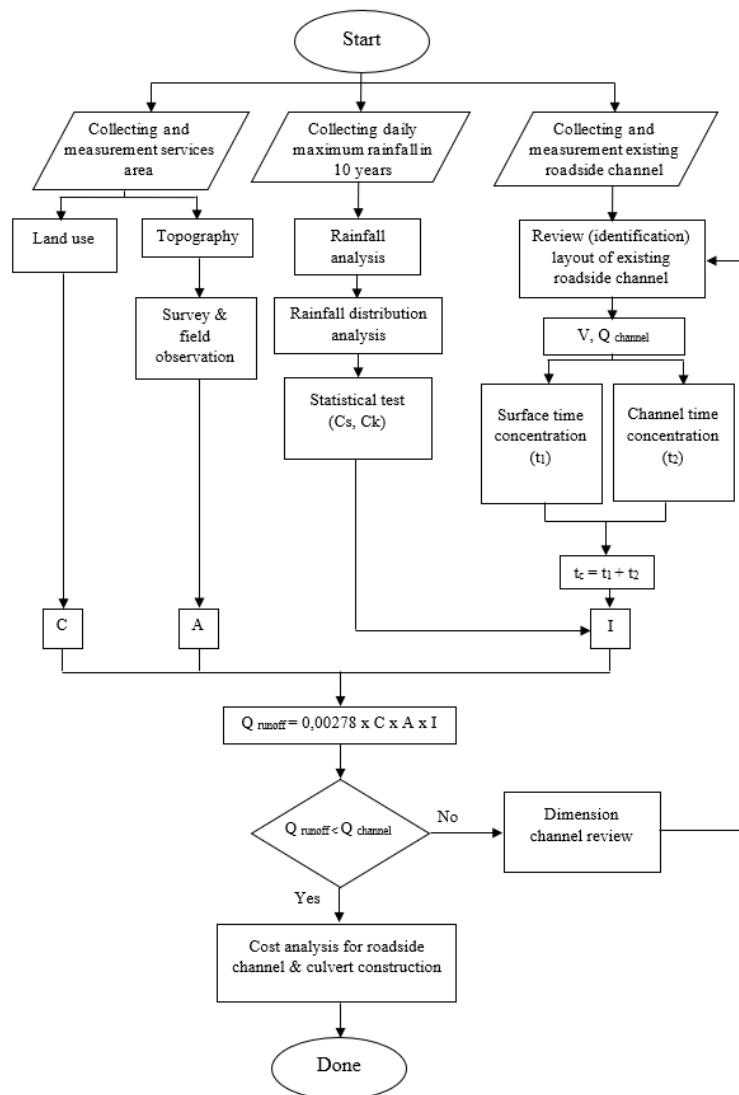 Start
Collecting and
measurement services
area
Collecting daily
maximum rainfall in
10 years
Collecting and
measurement existing
roadside channel
Land use
Topography
Rainfall
analysis
Review (identification)
layout of existing
roadside channel
Survey &
field
observation
Rainfall distribution
analysis
V, Q channel
Statistical test
(Cs, Ck)
Surface time
concentration
(t₁)
Channel time
concentration
(t₂)
tc = t₁ + t₂
C
A
I
Q runoff = 0,00278 x C x A x I
Q runoff < Q channel
No
Dimension
channel review
Yes
Cost analysis for roadside
channel & culvert construction
Done